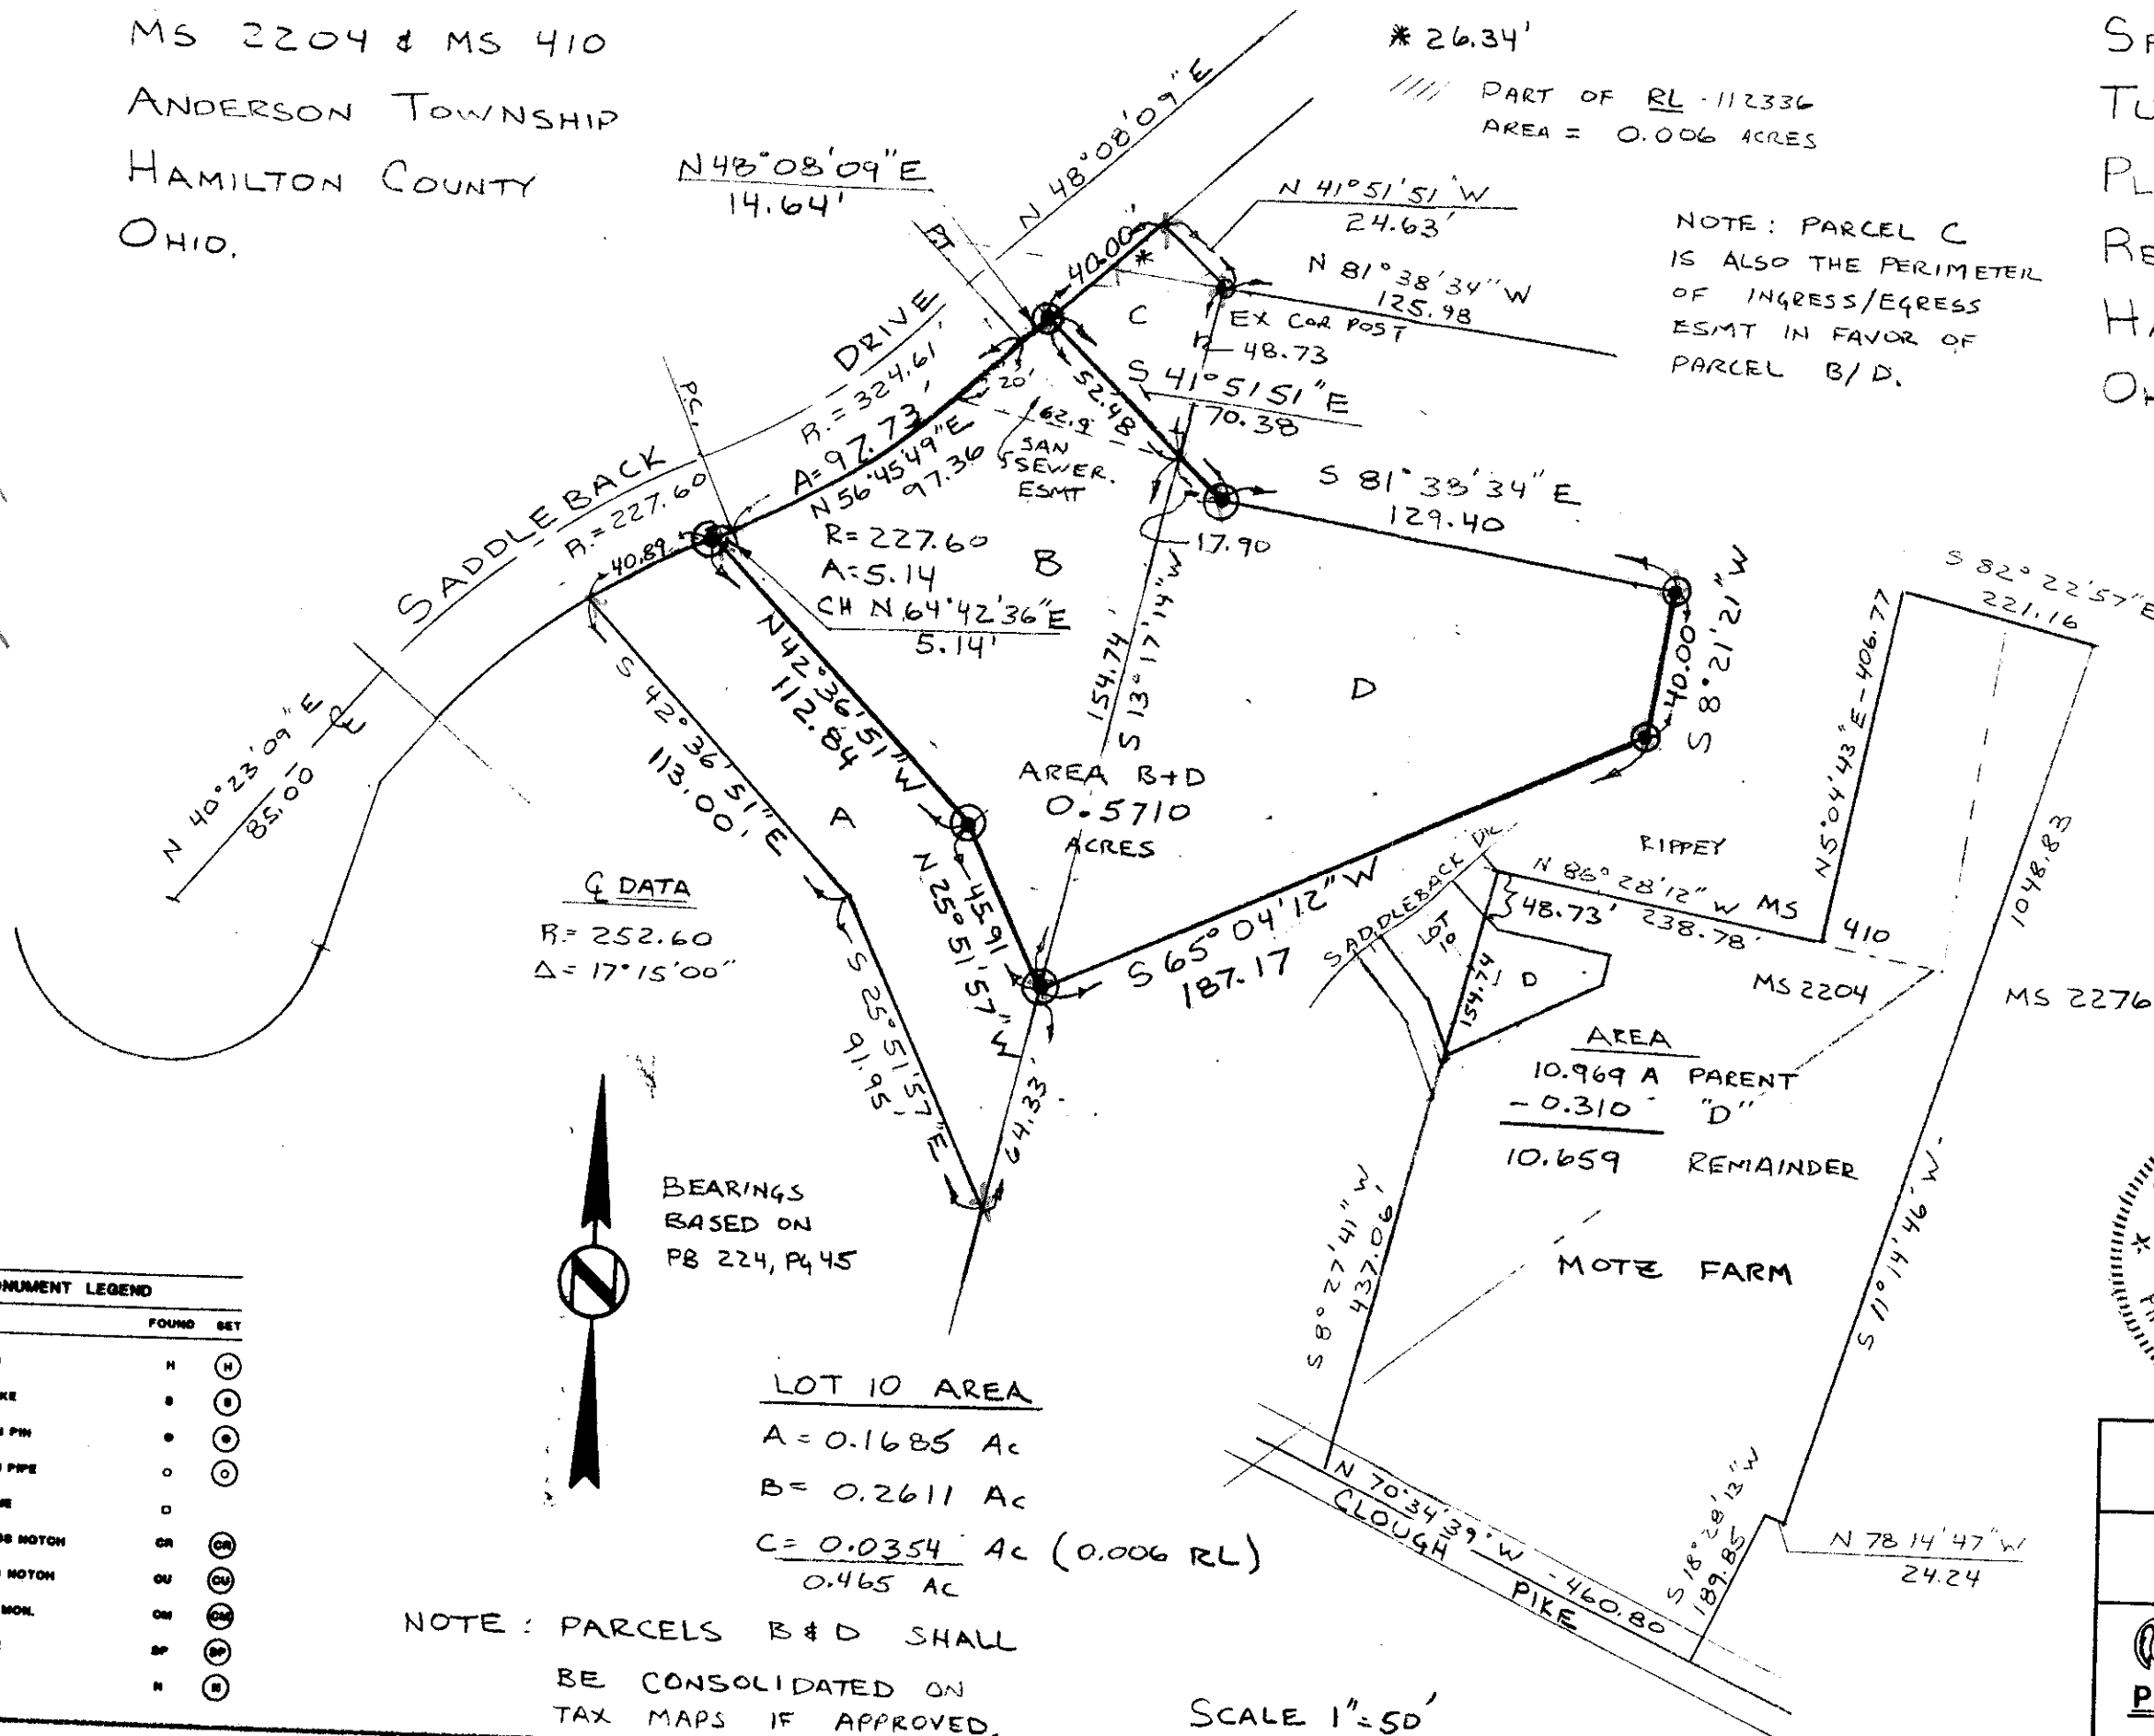 MS 2204 & MS 410
ANDERSON TOWNSHIP
HAMILTON COUNTY
OHIO.
* 26.34'
//// PART OF RL-112336
AREA = 0.006 ACRES
N48°08'09"E
14.64'
N 48°08'09"E
N 41°51'51"W
24.63'
NOTE: PARCEL C
IS ALSO THE PERIMETER
OF INGRESS/EGRESS
ESMT IN FAVOR OF
PARCEL B/D.
N 81°38'34"W
125.98
EX COR POST
48.73
40.00'
*
C
P.T.
S 41°51'51"E
70.38
52.48
20'
62.9
SAN
SEWER.
ESMT
SADDLEBACK DRIVE
R.= 324.61'
A= 97.73'
N56°45'49"E
97.36
P.C.
R.= 227.60
40.89
R= 227.60
A=5.14
CH N 64°42'36"E
5.14'
B
S 81°38'34"E
129.40
17.90
40.00
S 8°21'21"W
154.74
S 13°17'14"W
D
N42°36'51"W
112.84
S 42°36'51"E
113.00'
A
AREA B+D
0.5710
ACRES
N 40°23'09"E
85.00
℄
℄ DATA
R= 252.60
Δ= 17°15'00"
45.91
N 25°51'57"W
S 25°51'57"E
91.95'
64.33
S 65°04'12"W
187.17
S 82°22'57"E
221.16
N5°04'43"E-406.77
1048.83
RIPPEY
N 86°28'12"W
238.78'
MS 410
MS 2204
MS 2276
SADDLEBACK DR
LOT
10
48.73'
154.74
D
AREA
10.969 A PARENT
- 0.310 "D"
10.659 REMAINDER
MOTZ FARM
S 8°27'41"W
437.06'
S 11°14'46"W
S 18°28'13"W
189.85
N 78°14'47"W
24.24
N 70°34'39"W - 460.80
CLOUGH PIKE
BEARINGS
BASED ON
PB 224, PG 45
N
LOT 10 AREA
A = 0.1685 Ac
B= 0.2611 Ac
C= 0.0354 Ac (0.006 RL)
0.465 AC
NOTE: PARCELS B & D SHALL
BE CONSOLIDATED ON
TAX MAPS IF APPROVED.
SCALE 1"=50'
LEGEND
FOUND SET
PIN
PIPE
NOTCH
NOTCH
MON.